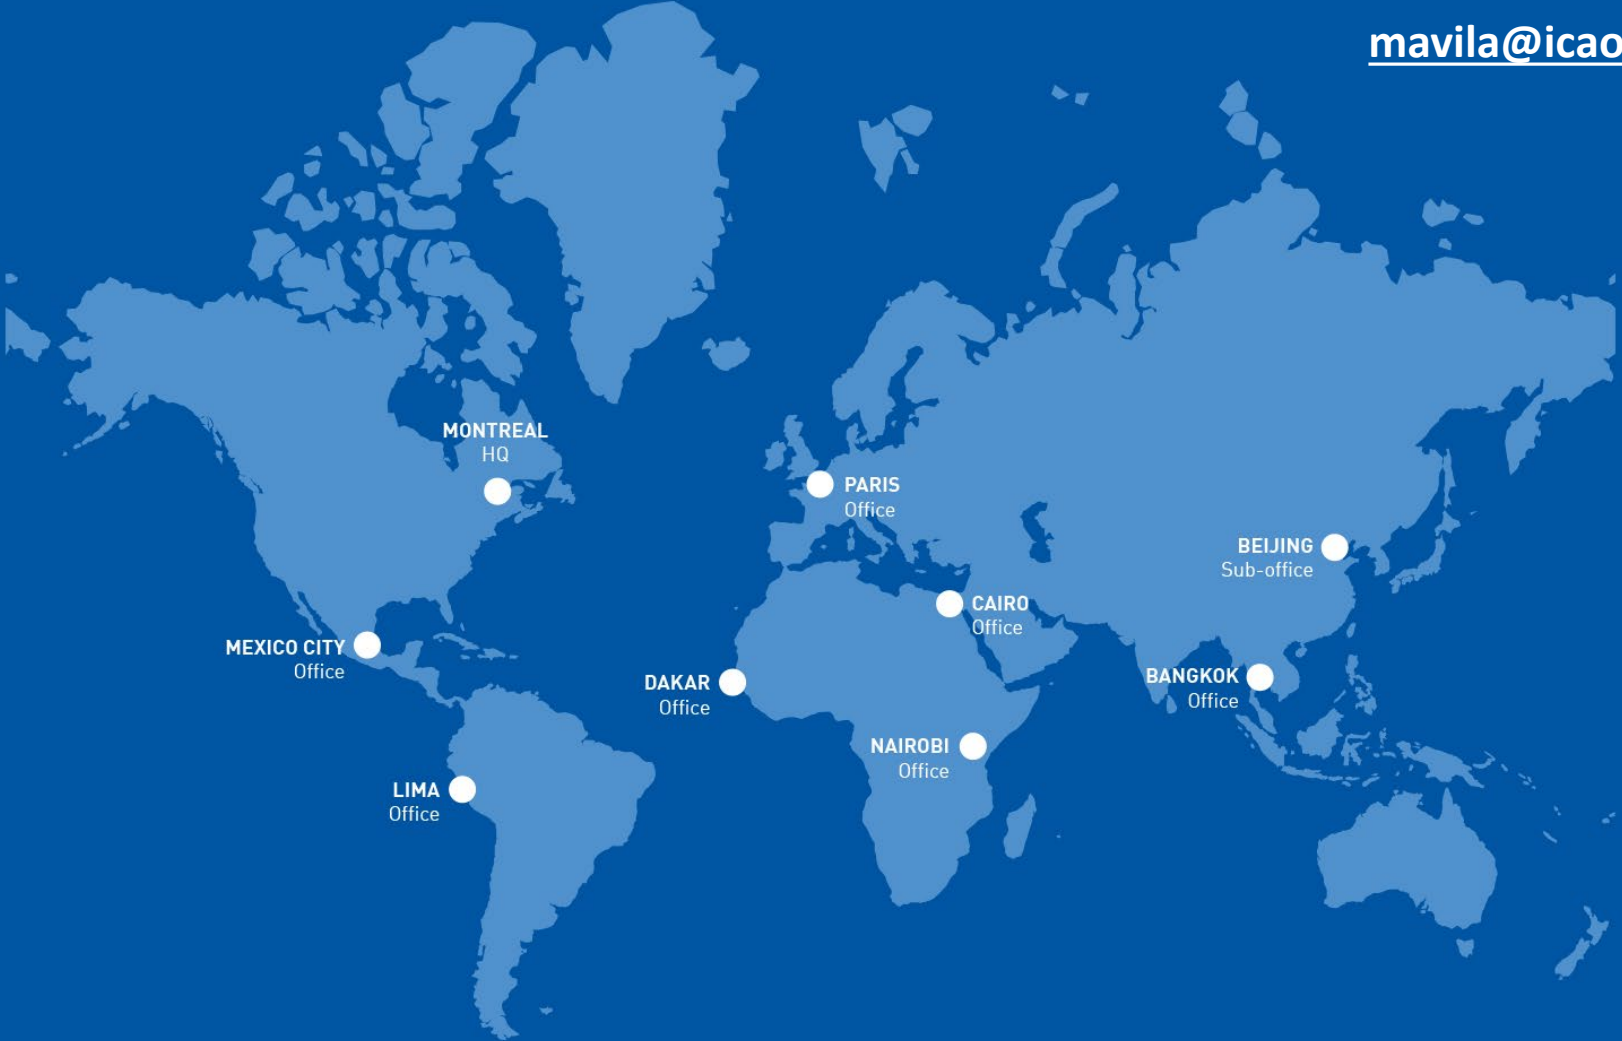 mavila@icao
MONTREAL
HQ
PARIS
Office
BEIJING
Sub-office
CAIRO
Office
MEXICO CITY
Office
DAKAR
Office
BANGKOK
Office
NAIROBI
Office
LIMA
Office